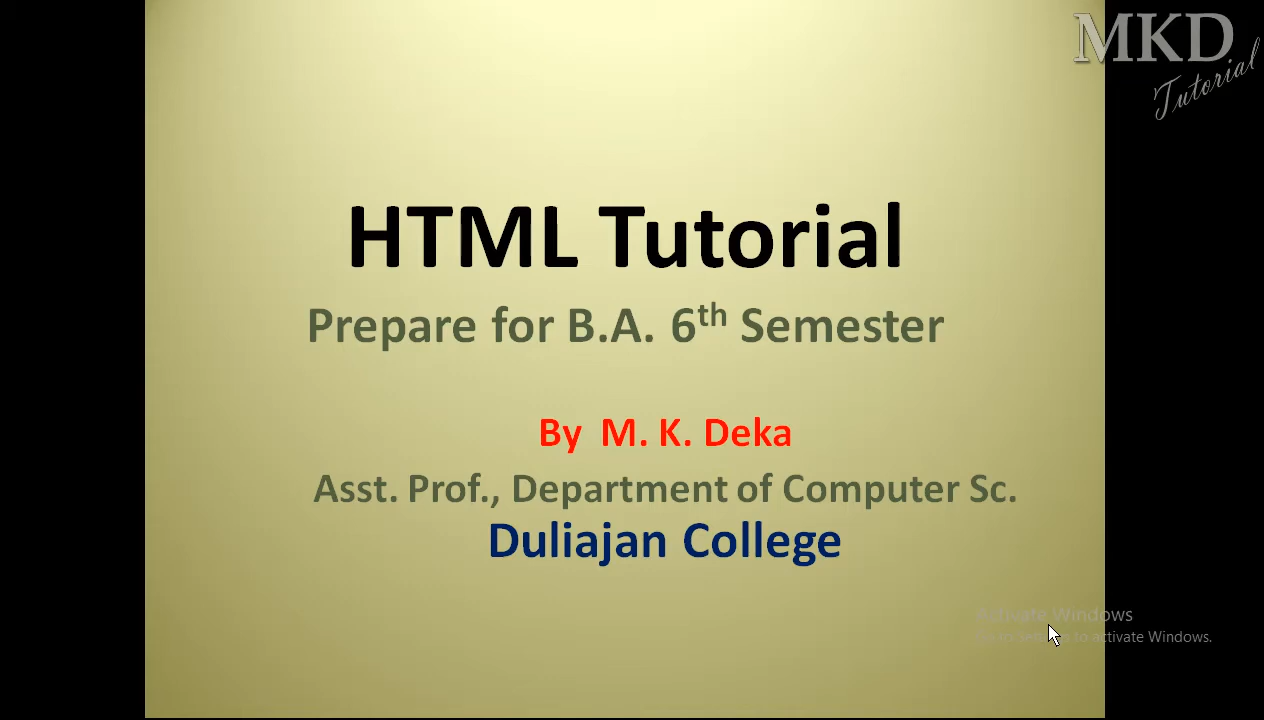 MKD
Tutorial
HTML Tutorial
Prepare for B.A. 6th Semester
By M. K. Deka
Asst. Prof., Department of Computer Sc.
Duliajan College
Activate Windows
to activate Windows.